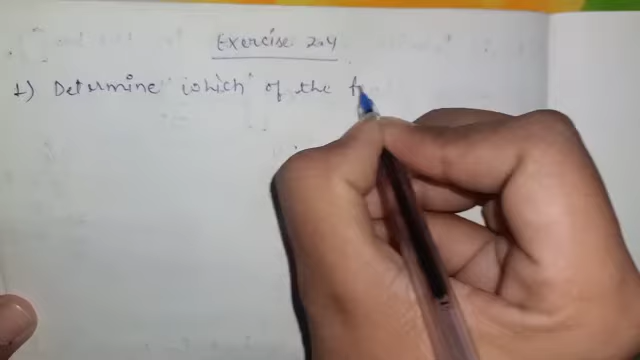 Exercise 2.4
1) Determine which of the f